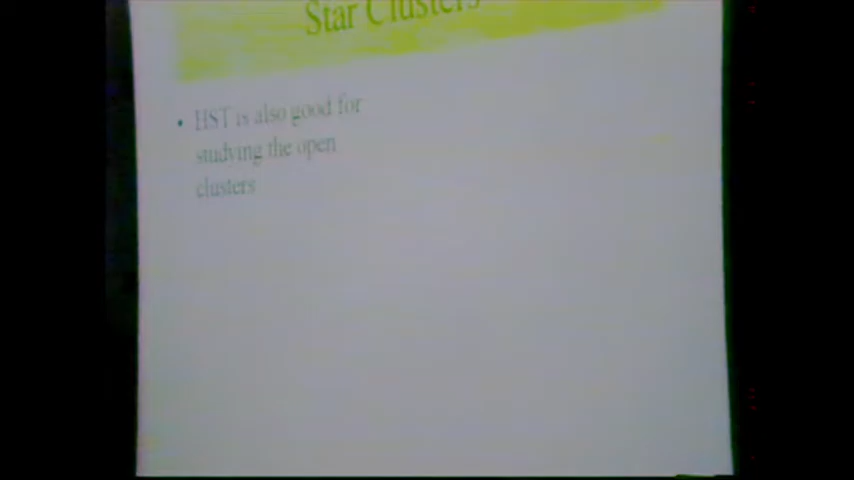 Star Clusters
• HST is also good for
studying the open
clusters